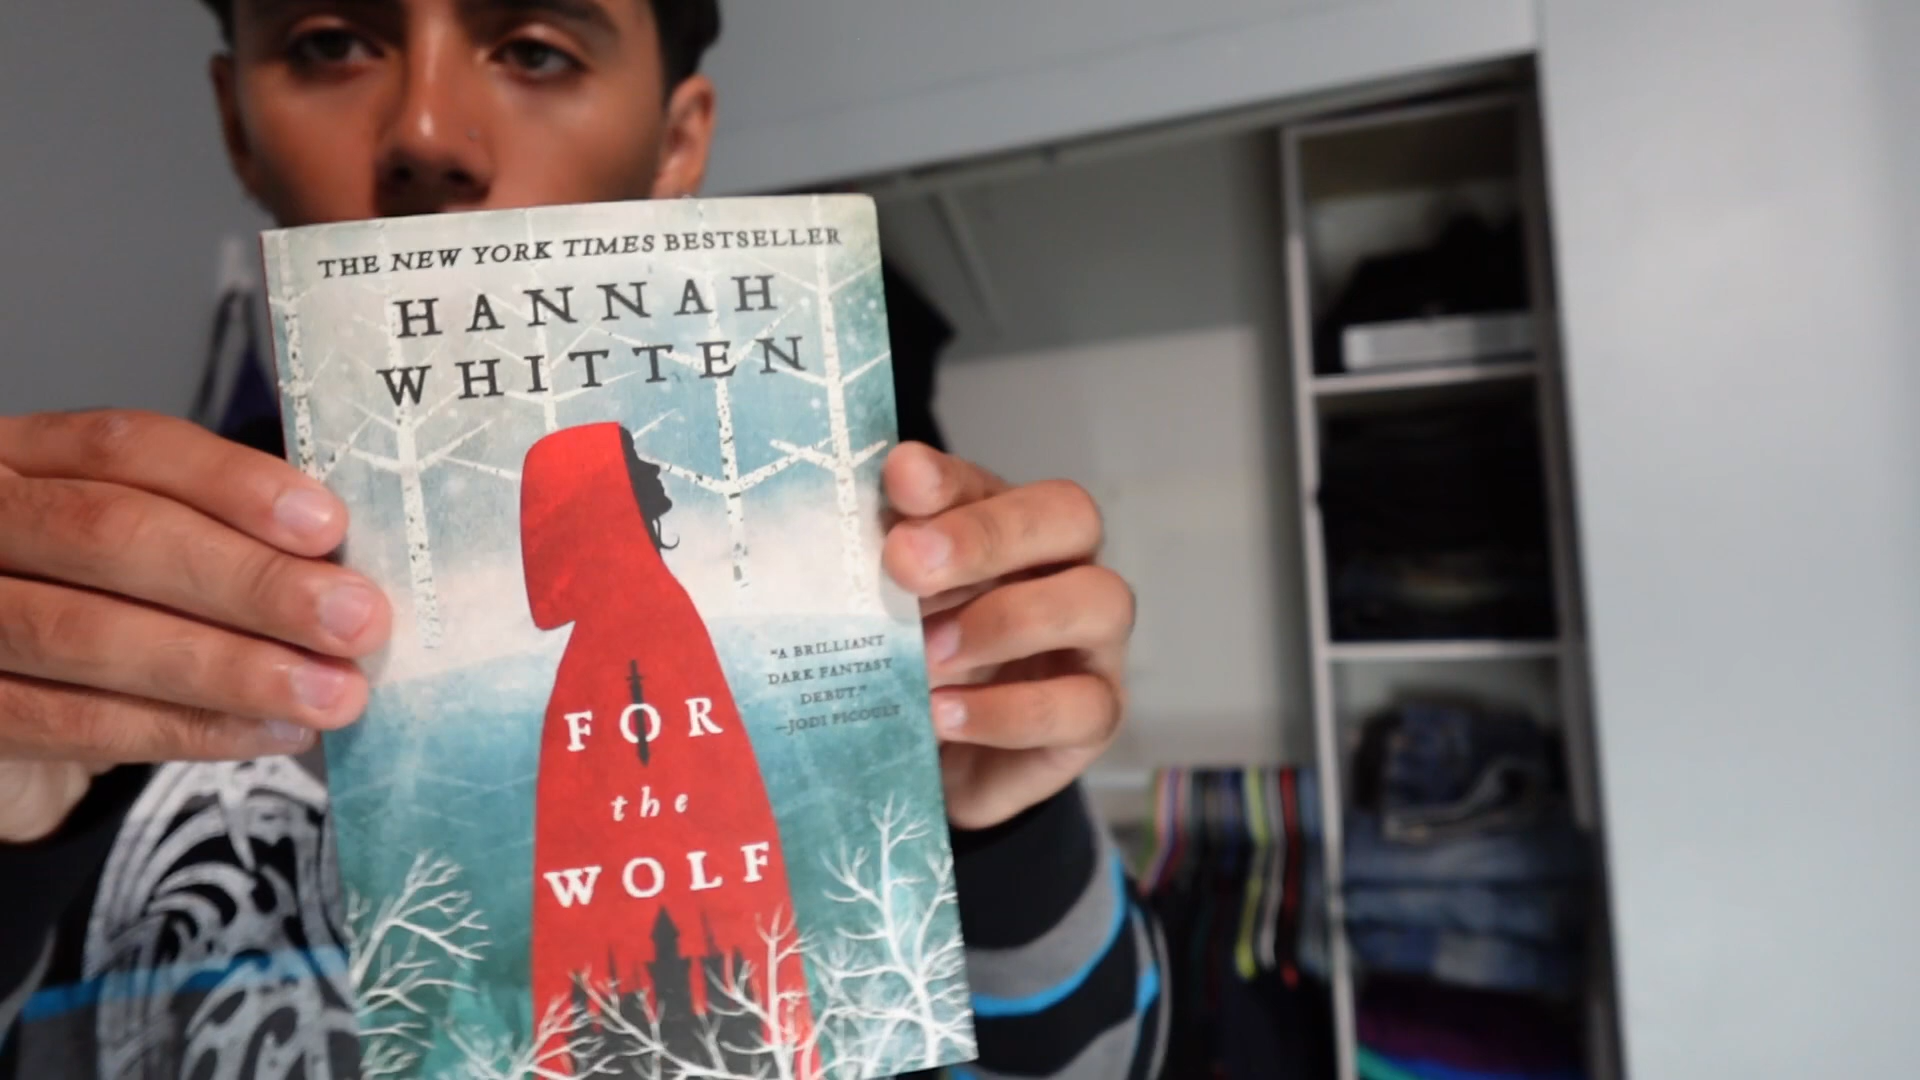 THE NEW YORK TIMES BESTSELLER
HANNAH
WHITTEN
"A BRILLIANT
DARK FANTASY
DEBUT."
—JODI PICOULT
FOR
the
WOLF